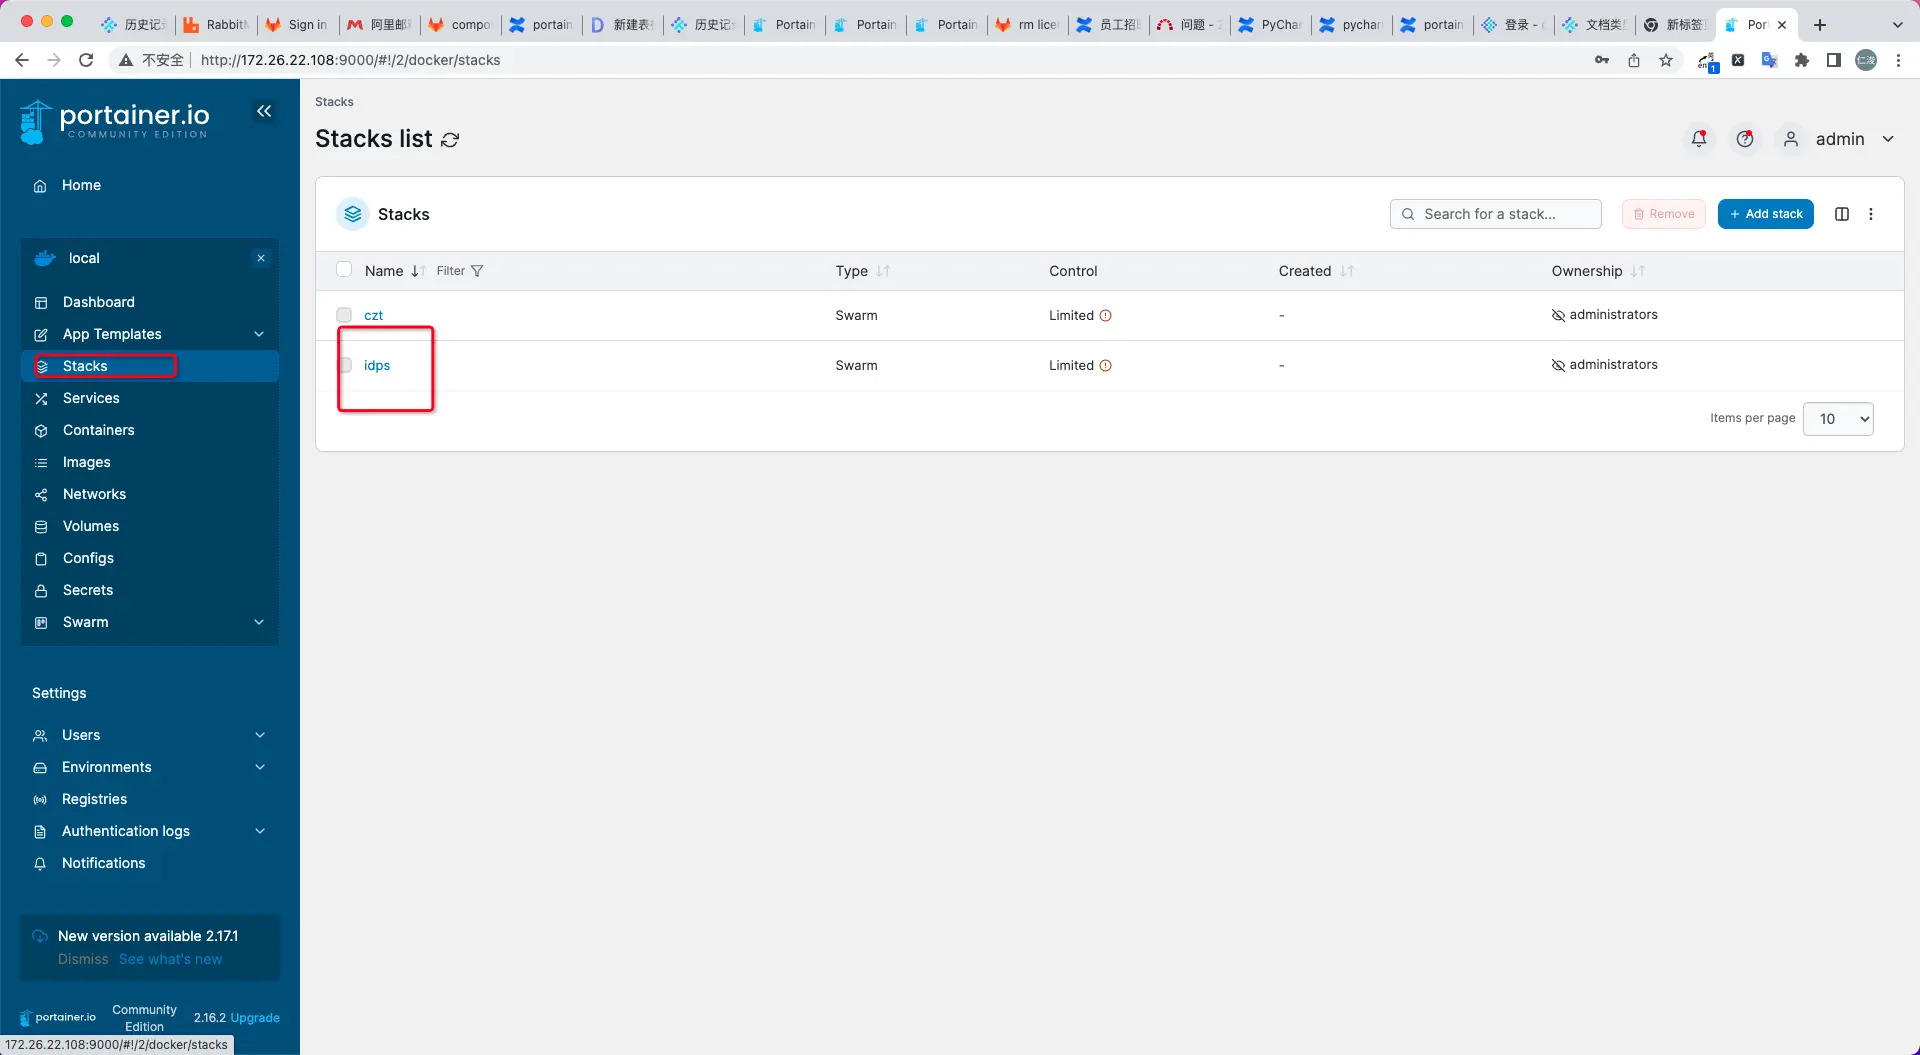 历史记录
Rabbit
Sign in
阿里邮
compo
portain
新建表
历史记
Portain
Portain
Portain
rm lice
员工招
问题 - 2
PyChar
pychar
portain
登录 -
文档类
新标签
Por
不安全 http://172.26.22.108:9000/#!/2/docker/stacks
portainer.io
COMMUNITY EDITION
Home
local
Dashboard
App Templates
Stacks
Services
Containers
Images
Networks
Volumes
Configs
Secrets
Swarm
Settings
Users
Environments
Registries
Authentication logs
Notifications
New version available 2.17.1
Dismiss See what's new
portainer.io Community Edition 2.16.2 Upgrade
172.26.22.108:9000/#!/2/docker/stacks
Stacks
Stacks list
admin
Stacks
Search for a stack...
Remove
+ Add stack
Name Filter Type Control Created Ownership
czt Swarm Limited - administrators
idps Swarm Limited - administrators
Items per page 10